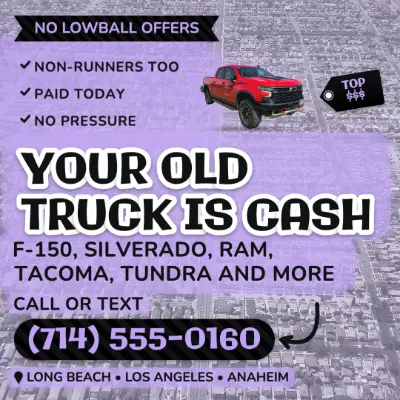 NO LOWBALL OFFERS
✓ NON-RUNNERS TOO
✓ PAID TODAY
✓ NO PRESSURE
TOP
$$$
YOUR OLD
TRUCK IS CASH
F-150, SILVERADO, RAM,
TACOMA, TUNDRA AND MORE
CALL OR TEXT
(714) 555-0160
LONG BEACH • LOS ANGELES • ANAHEIM